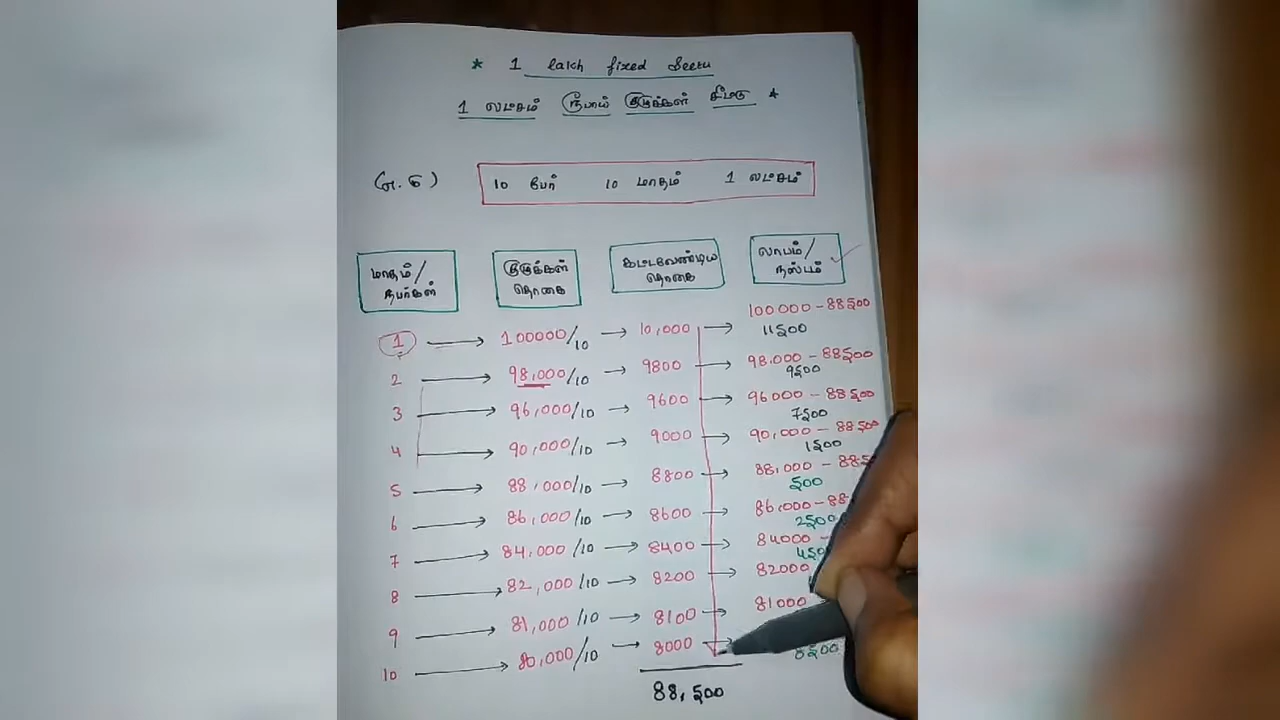 * 1 lakh fixed Seetu
1 லட்சம் ரூபாய் குலுக்கள் சீட்டு *
(எ.கா) 10 பேர் 10 மாதம் 1 லட்சம்
மாதம்/ நபர்கள்
குலுக்கள் தொகை
கட்டவேண்டிய தொகை
லாபம்/ நஸ்டம்
1 → 100000/10 → 10,000 → 100000 - 88500
11500
2 → 98,000/10 → 9800 → 98,000 - 88500
9500
3 → 96,000/10 → 9600 → 96000 - 88500
7500
4 → 90,000/10 → 9000 → 90,000 - 88500
1500
5 → 88,000/10 → 8800 → 88,000 - 885
500
6 → 86,000/10 → 8600 → 86,000 - 88
2500
7 → 84,000/10 → 8400 → 84000 -
450
8 → 82,000/10 → 8200 → 82000
9 → 81,000/10 → 8100 → 81000
10 → 80,000/10 → 8000 →
8500
88,500